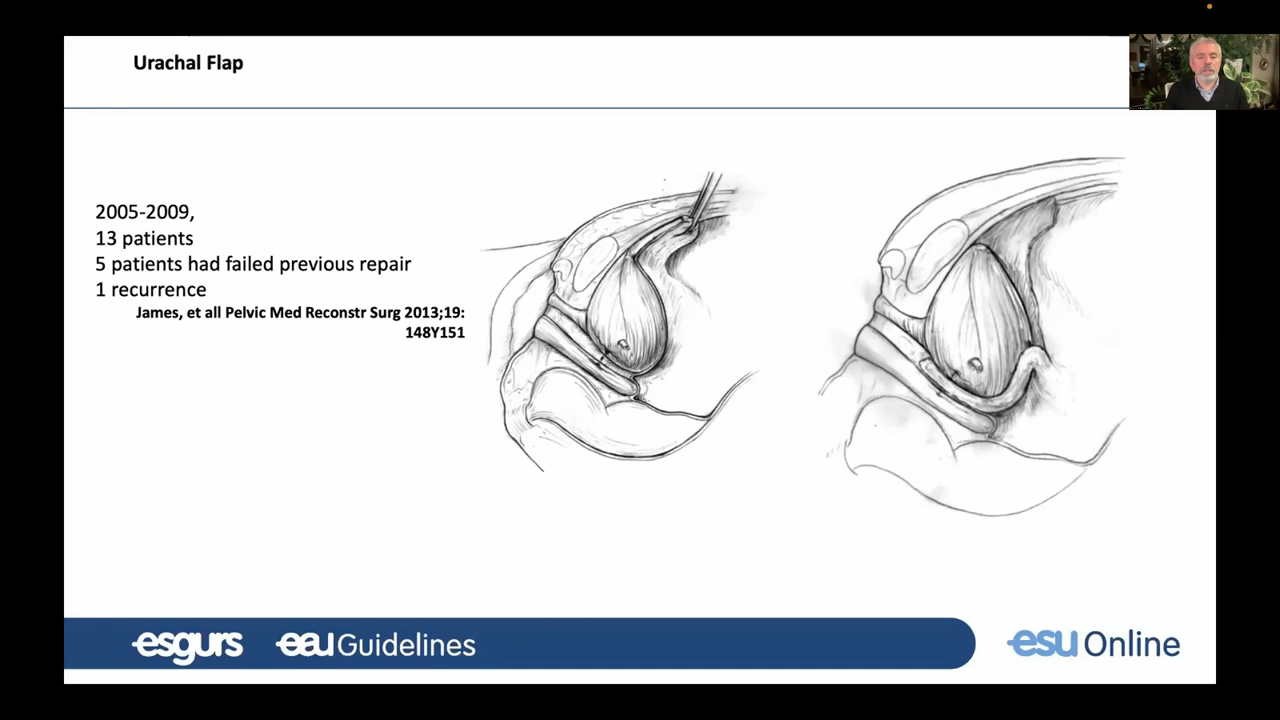 Urachal Flap
2005-2009,
13 patients
5 patients had failed previous repair
1 recurrence
James, et all Pelvic Med Reconstr Surg 2013;19:
148Y151
esgurs eau Guidelines esu Online